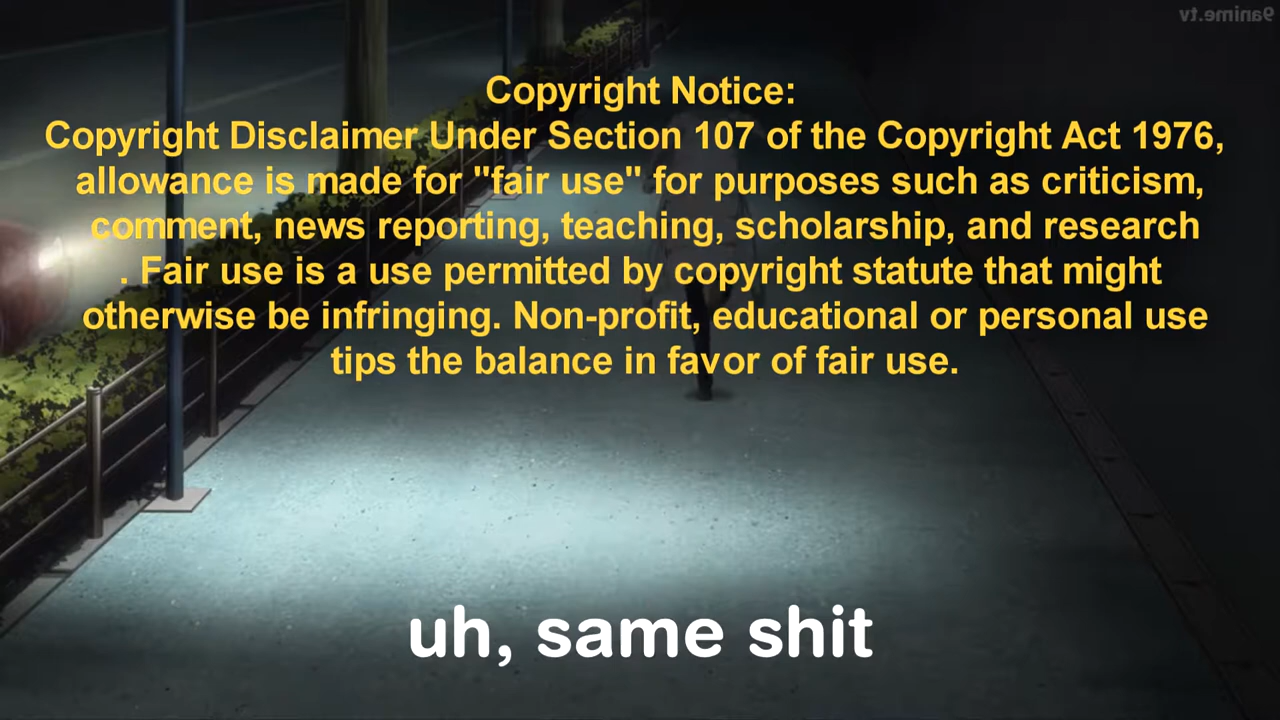 9anime.tv
Copyright Notice:
Copyright Disclaimer Under Section 107 of the Copyright Act 1976,
allowance is made for "fair use" for purposes such as criticism,
comment, news reporting, teaching, scholarship, and research
. Fair use is a use permitted by copyright statute that might
otherwise be infringing. Non-profit, educational or personal use
tips the balance in favor of fair use.
uh, same shit